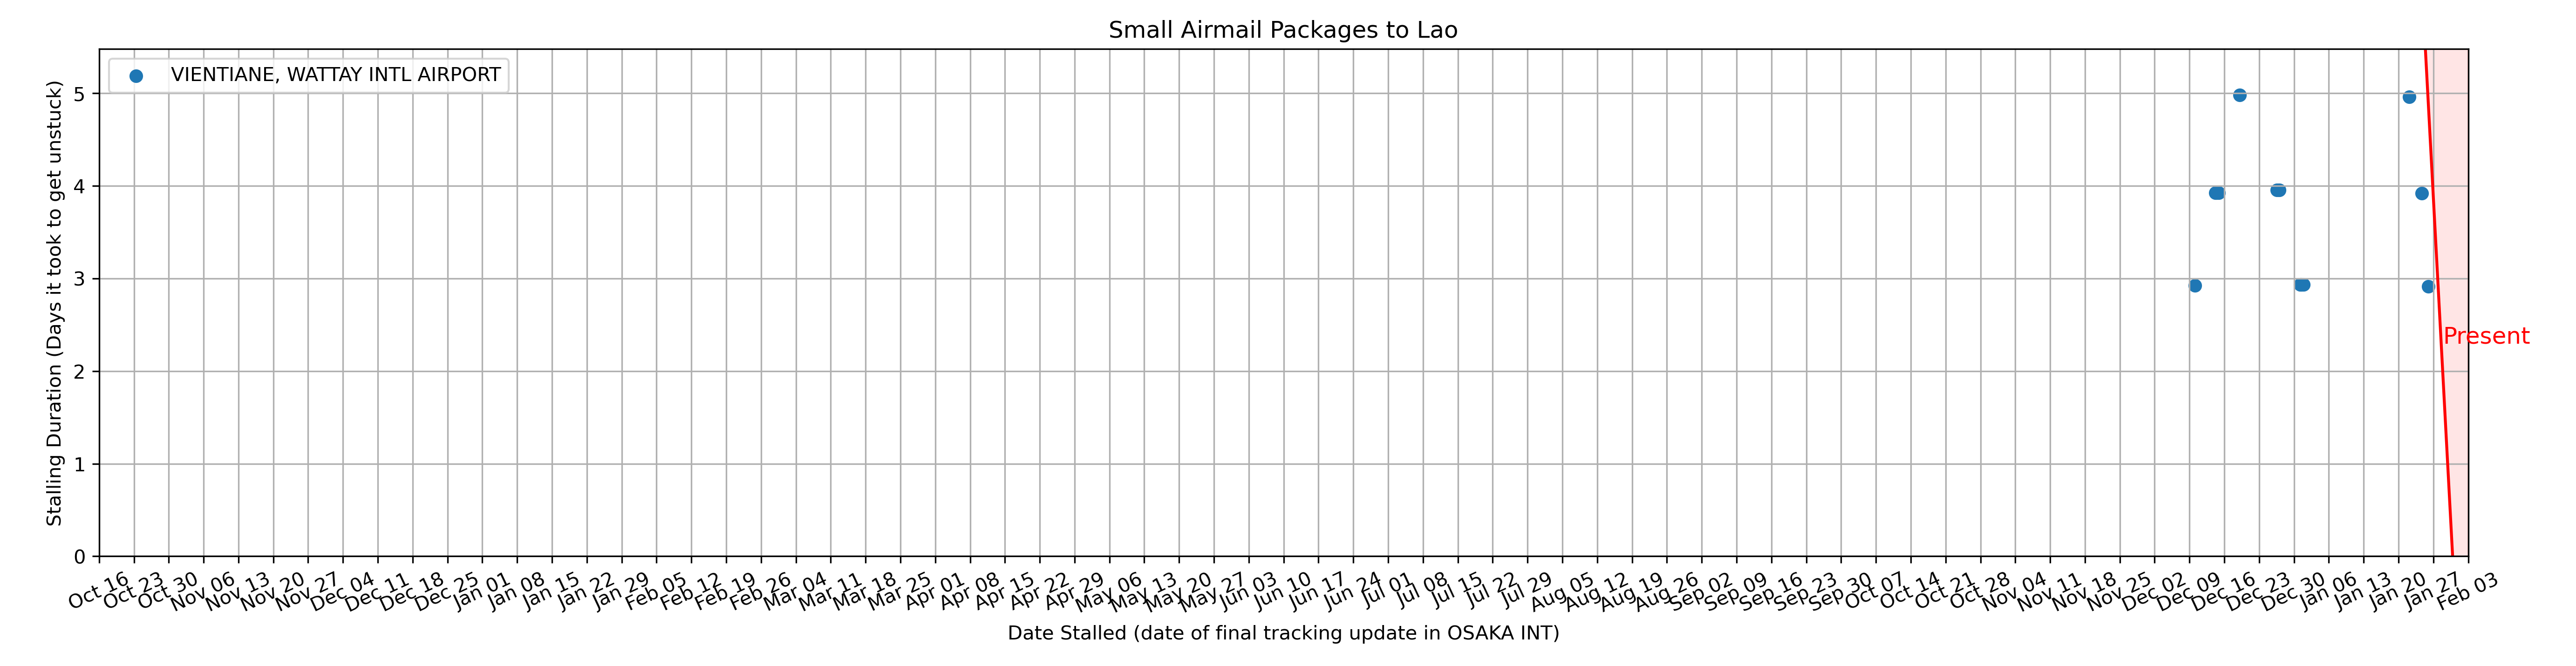 Small Airmail Packages to Lao
VIENTIANE, WATTAY INTL AIRPORT
Stalling Duration (Days it took to get unstuck)
5
4
3
2
1
0
Present
Oct 16 Oct 23 Oct 30 Nov 06 Nov 13 Nov 20 Nov 27 Dec 04 Dec 11 Dec 18 Dec 25 Jan 01 Jan 08 Jan 15 Jan 22 Jan 29 Feb 05 Feb 12 Feb 19 Feb 26 Mar 04 Mar 11 Mar 18 Mar 25 Apr 01 Apr 08 Apr 15 Apr 22 Apr 29 May 06 May 13 May 20 May 27 Jun 03 Jun 10 Jun 17 Jun 24 Jul 01 Jul 08 Jul 15 Jul 22 Jul 29 Aug 05 Aug 12 Aug 19 Aug 26 Sep 02 Sep 09 Sep 16 Sep 23 Sep 30 Oct 07 Oct 14 Oct 21 Oct 28 Nov 04 Nov 11 Nov 18 Nov 25 Dec 02 Dec 09 Dec 16 Dec 23 Dec 30 Jan 06 Jan 13 Jan 20 Jan 27 Feb 03
Date Stalled (date of final tracking update in OSAKA INT)